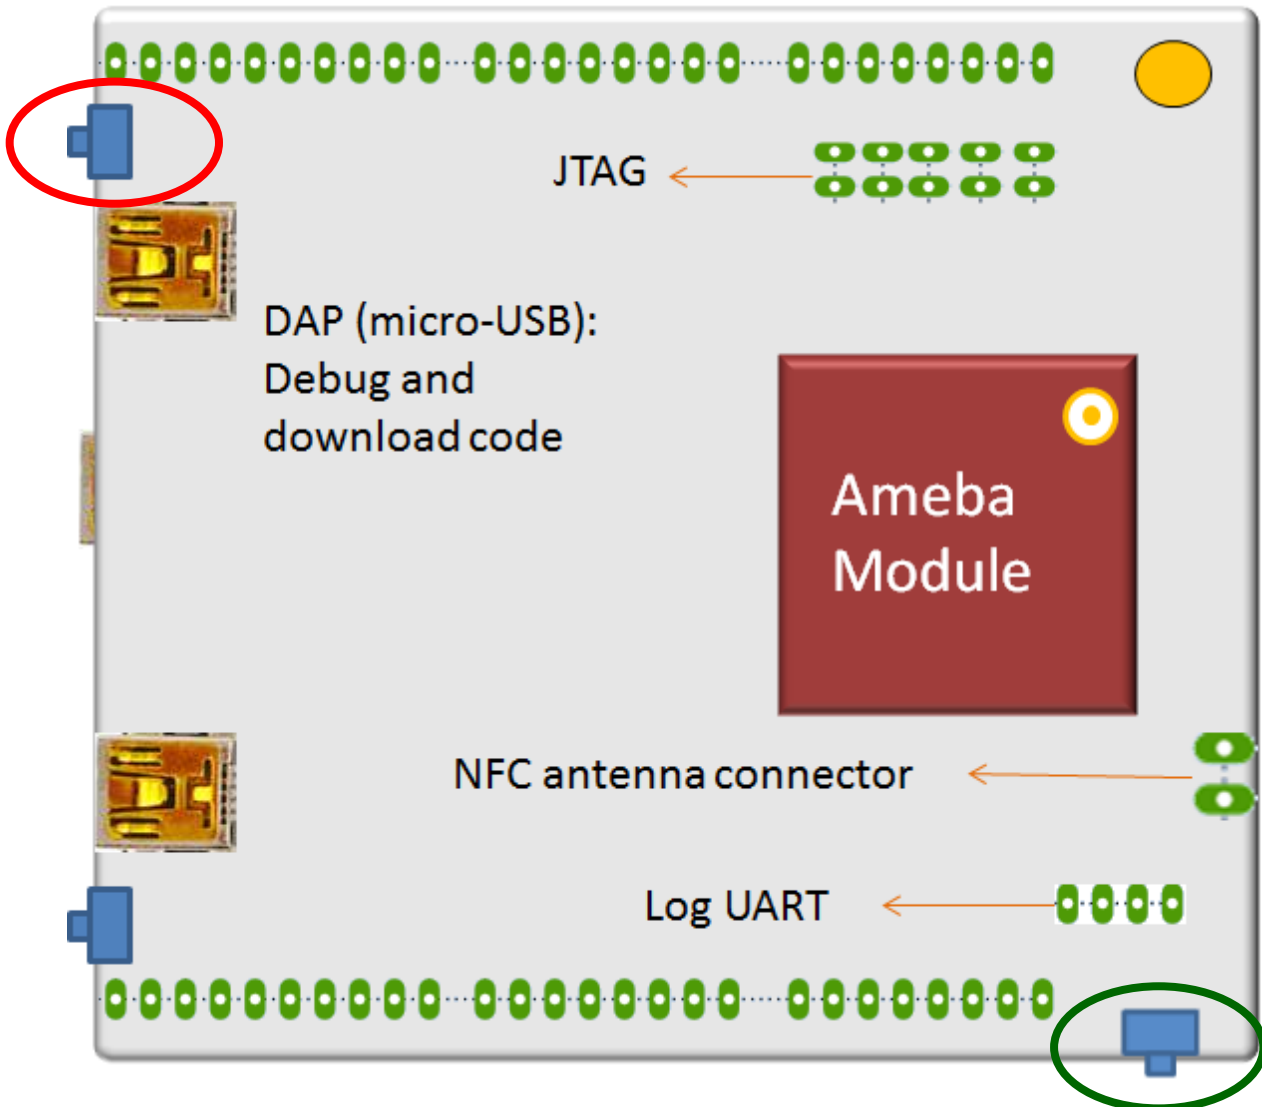 JTAG
DAP (micro-USB):
Debug and
download code
Ameba
Module
NFC antenna connector
Log UART